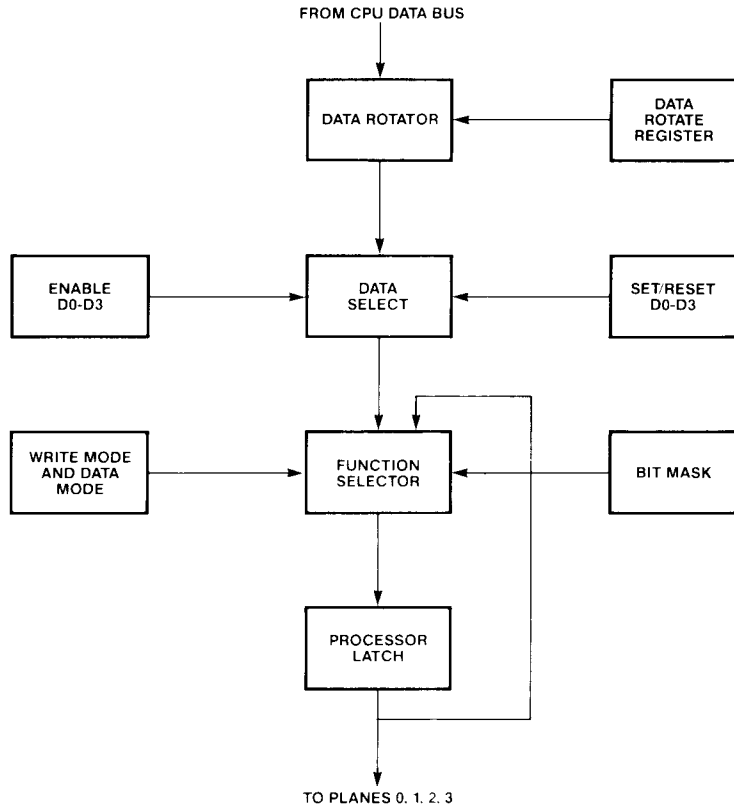 FROM CPU DATA BUS
DATA ROTATOR
DATA
ROTATE
REGISTER
ENABLE
D0-D3
DATA
SELECT
SET/RESET
D0-D3
WRITE MODE
AND DATA
MODE
FUNCTION
SELECTOR
BIT MASK
PROCESSOR
LATCH
TO PLANES 0, 1, 2, 3